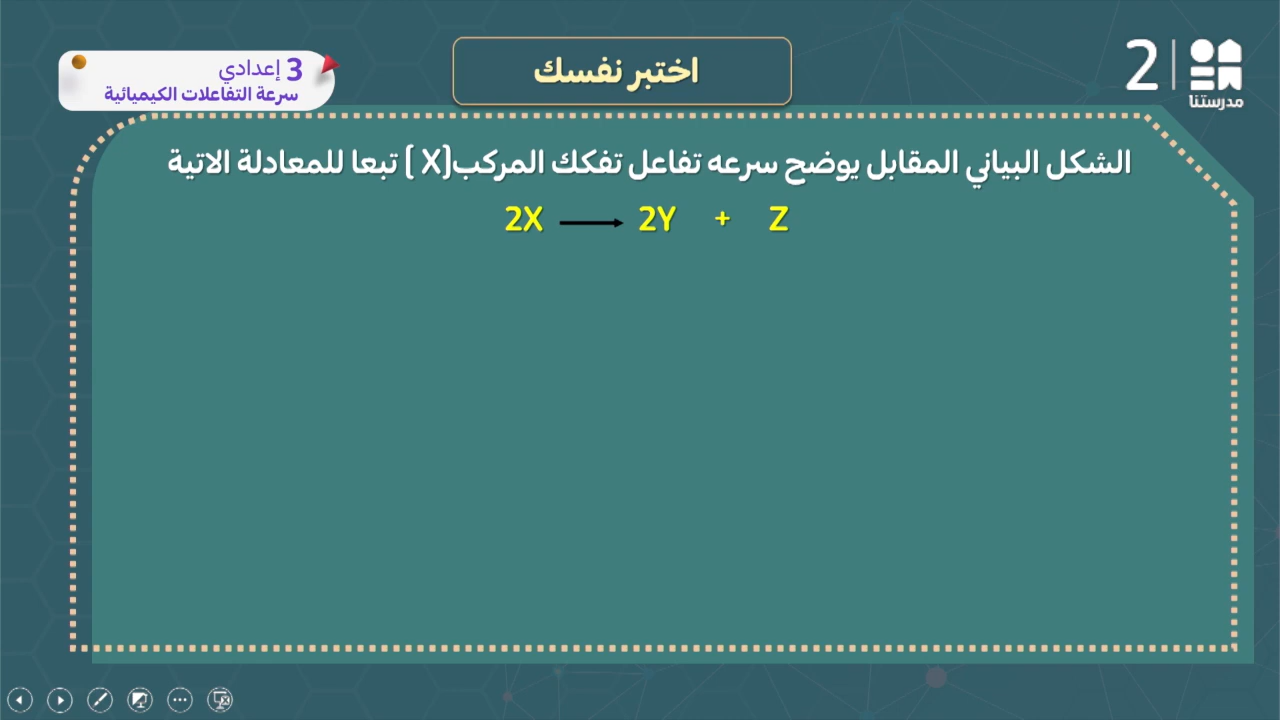 2
مدرستنا
اختبر نفسك
3 إعدادي
سرعة التفاعلات الكيميائية
الشكل البياني المقابل يوضح سرعه تفاعل تفكك المركب(X ) تبعا للمعادلة الاتية
2X ⟶ 2Y + Z